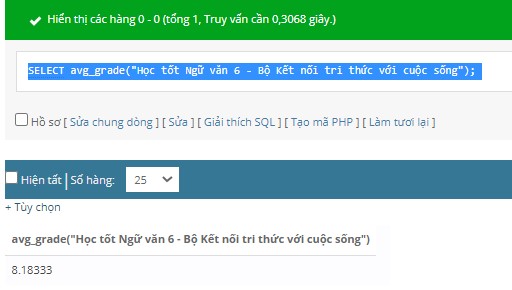 Hiển thị các hàng 0 - 0 (tổng 1, Truy vấn cần 0,3068 giây.)
SELECT avg_grade("Học tốt Ngữ văn 6 - Bộ Kết nối tri thức với cuộc sống");
Hồ sơ [ Sửa chung dòng ] [ Sửa ] [ Giải thích SQL ] [ Tạo mã PHP ] [ Làm tươi lại ]
Hiện tất | Số hàng: 25
+ Tùy chọn
avg_grade("Học tốt Ngữ văn 6 - Bộ Kết nối tri thức với cuộc sống")
8.18333